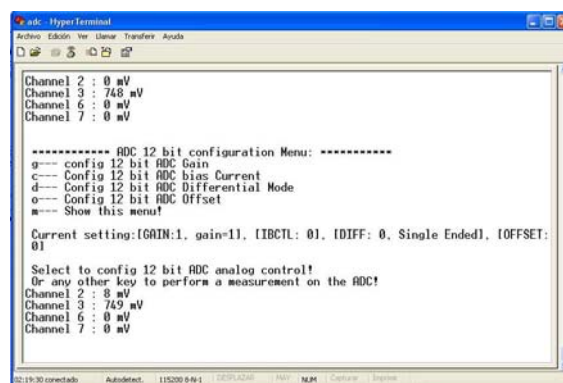 adc - HyperTerminal
Archivo Edición Ver Llamar Transferir Ayuda
Channel 2 : 0 mV
Channel 3 : 748 mV
Channel 6 : 0 mV
Channel 7 : 0 mV
************ ADC 12 bit configuration Menu: ***********
g--- config 12 bit ADC Gain
c--- Config 12 bit ADC bias Current
d--- Config 12 bit ADC Differential Mode
o--- Config 12 bit ADC Offset
m--- Show this menu!
Current setting:[GAIN:1, gain=1], [IBCTL: 0], [DIFF: 0, Single Ended], [OFFSET:
0]
Select to config 12 bit ADC analog control!
Or any other key to perform a measurement on the ADC!
Channel 2 : 8 mV
Channel 3 : 749 mV
Channel 6 : 0 mV
Channel 7 : 0 mV
02:19:30 conectado Autodetect. 115200 8-N-1 DESPLAZAR MAY NUM Capturar Imprimir